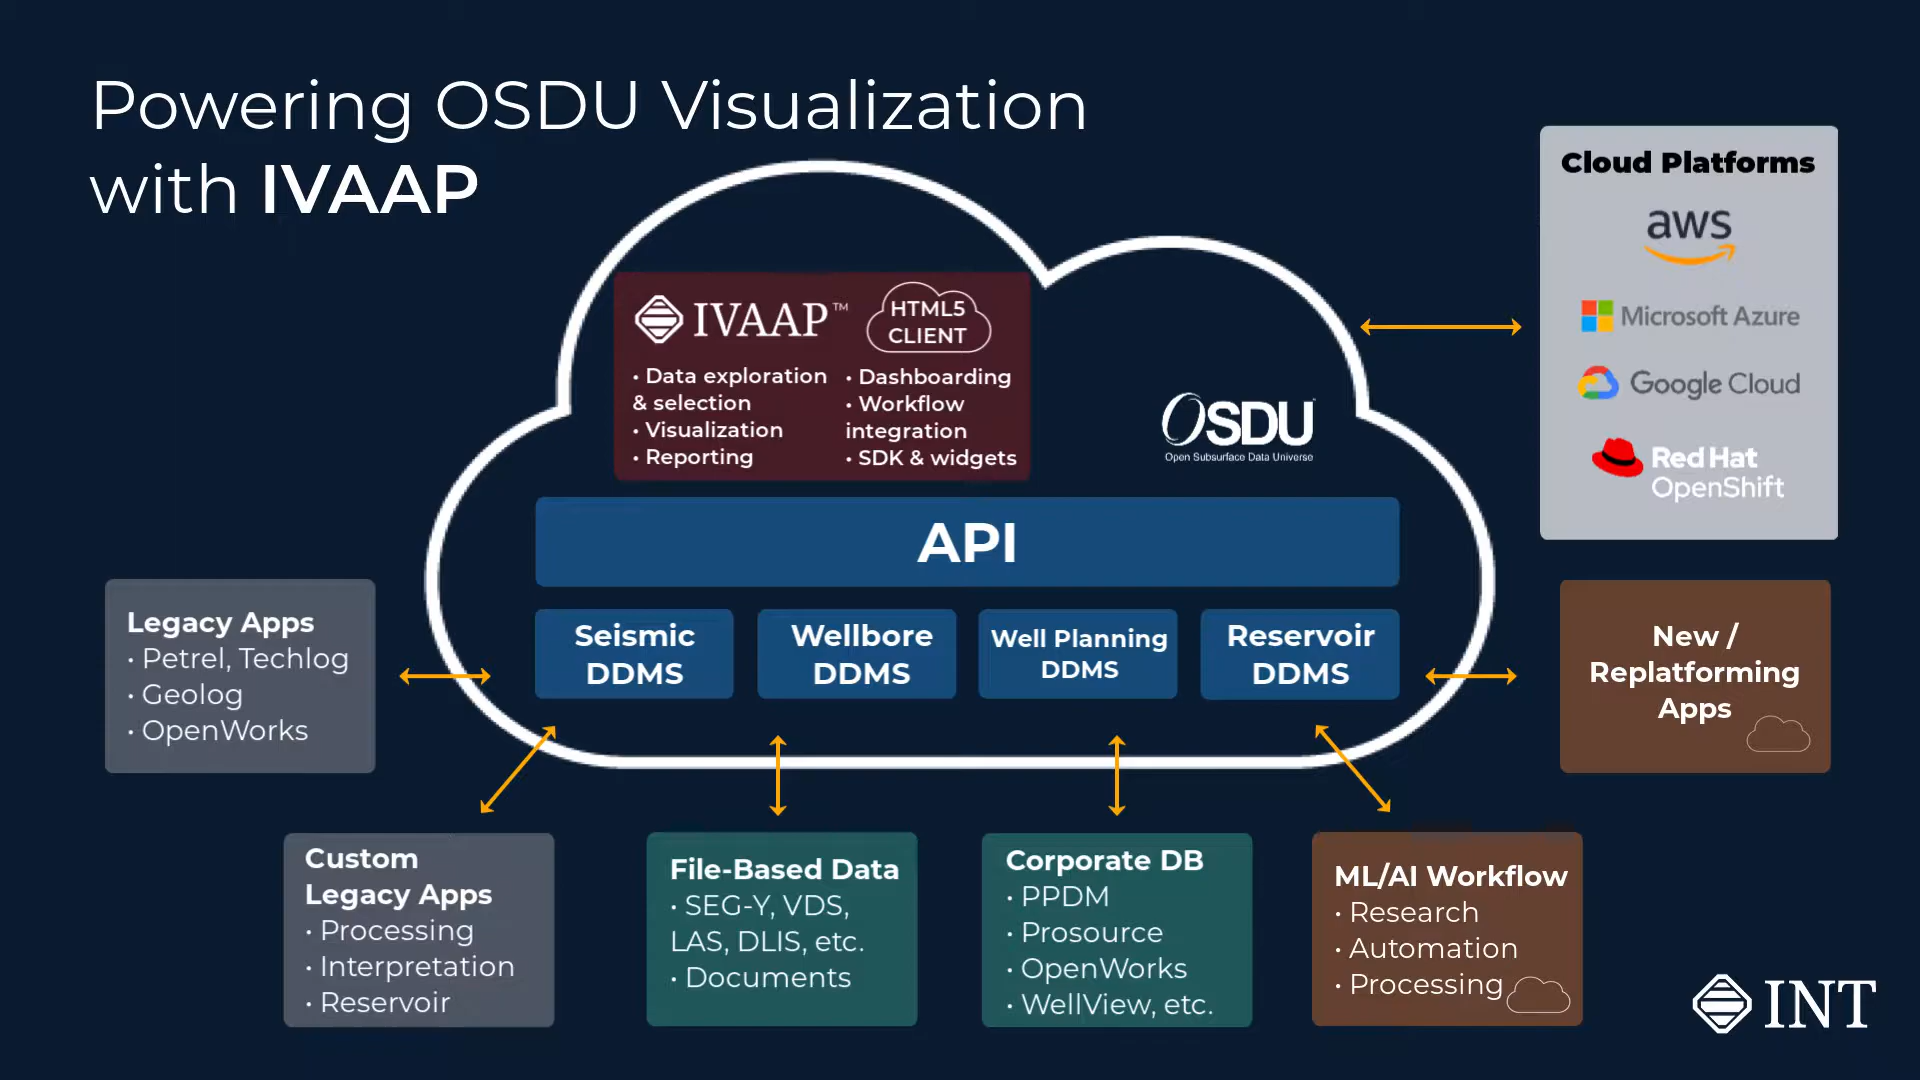 Powering OSDU Visualization
with IVAAP
Cloud Platforms
aws
Microsoft Azure
Google Cloud
Red Hat
OpenShift
IVAAP™
HTML5
CLIENT
• Data exploration
& selection
• Visualization
• Reporting
• Dashboarding
• Workflow
integration
• SDK & widgets
OSDU
Open Subsurface Data Universe
API
Seismic
DDMS
Wellbore
DDMS
Well Planning
DDMS
Reservoir
DDMS
Legacy Apps
• Petrel, Techlog
• Geolog
• OpenWorks
New /
Replatforming
Apps
Custom
Legacy Apps
• Processing
• Interpretation
• Reservoir
File-Based Data
• SEG-Y, VDS,
LAS, DLIS, etc.
• Documents
Corporate DB
• PPDM
• Prosource
• OpenWorks
• WellView, etc.
ML/AI Workflow
• Research
• Automation
• Processing
INT